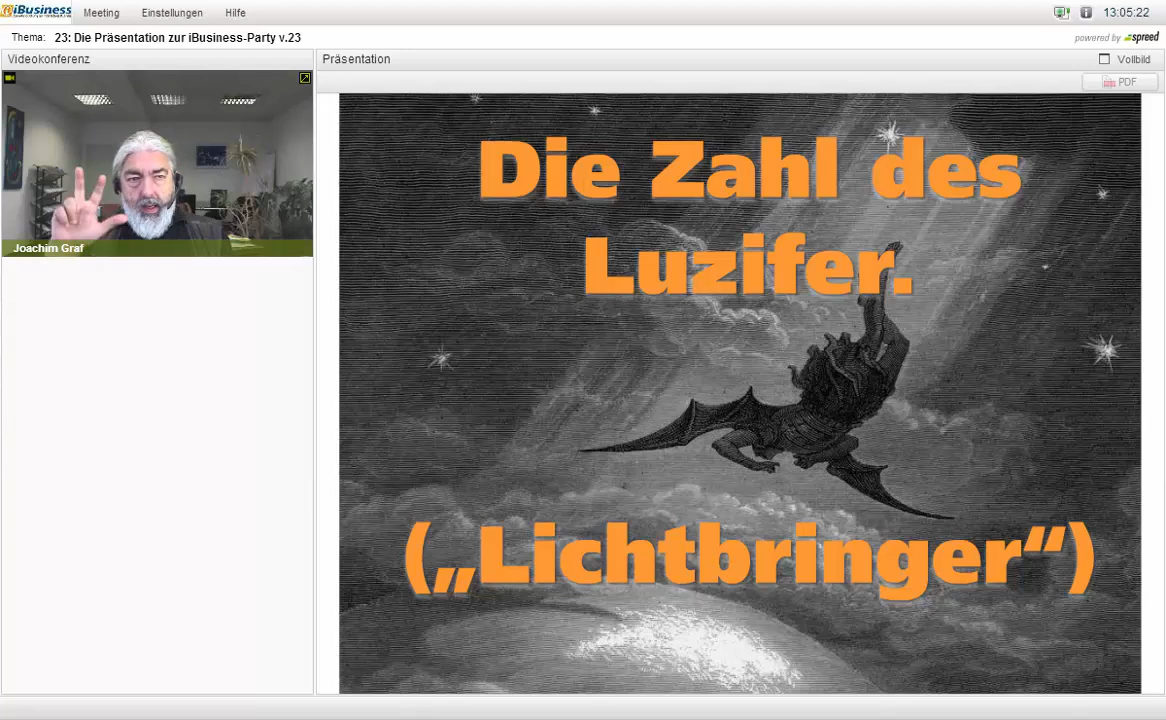 @iBusiness Meeting Einstellungen Hilfe 13:05:22
Thema: 23: Die Präsentation zur iBusiness-Party v.23 powered by spreed
Videokonferenz Präsentation Vollbild
PDF
Joachim Graf
Die Zahl des
Luzifer.
(„Lichtbringer“)